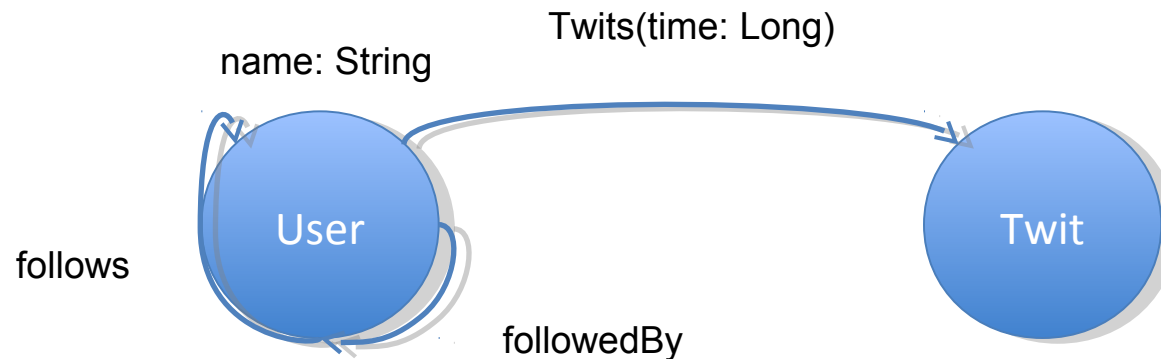 Twits(time: Long)
name: String
User
Twit
follows
followedBy